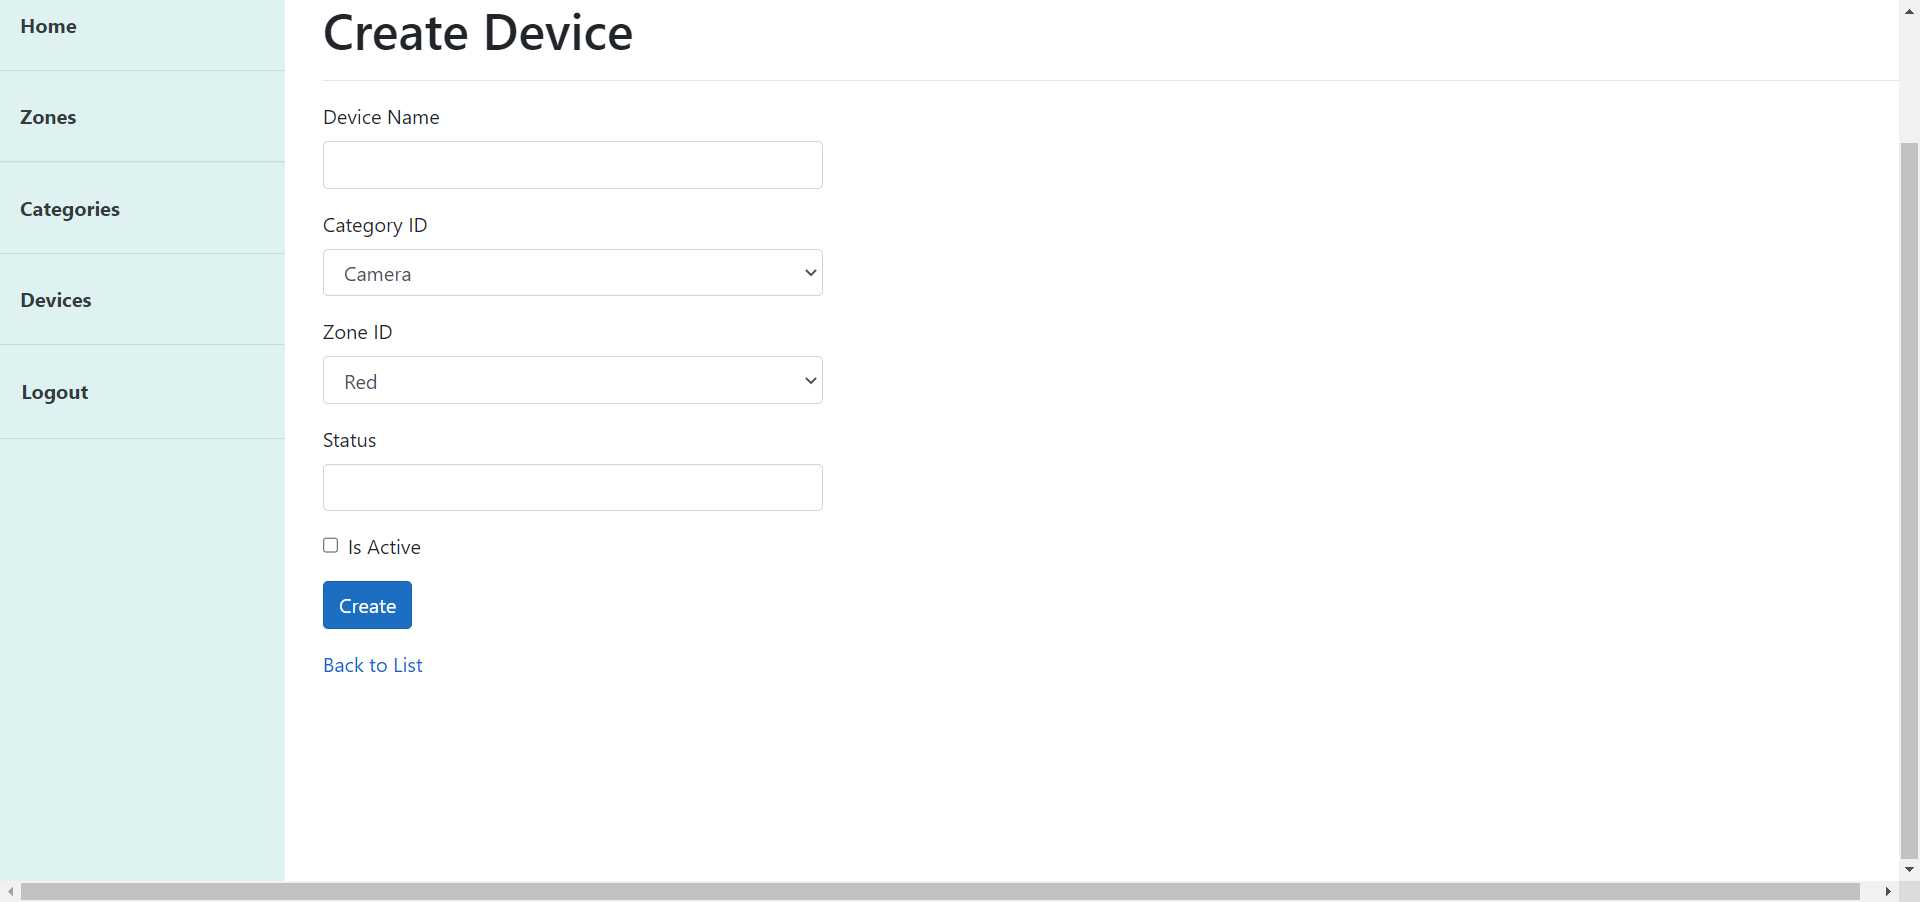 Home
Zones
Categories
Devices
Logout
Create Device
Device Name
Category ID
Camera
Zone ID
Red
Status
Is Active
Create
Back to List